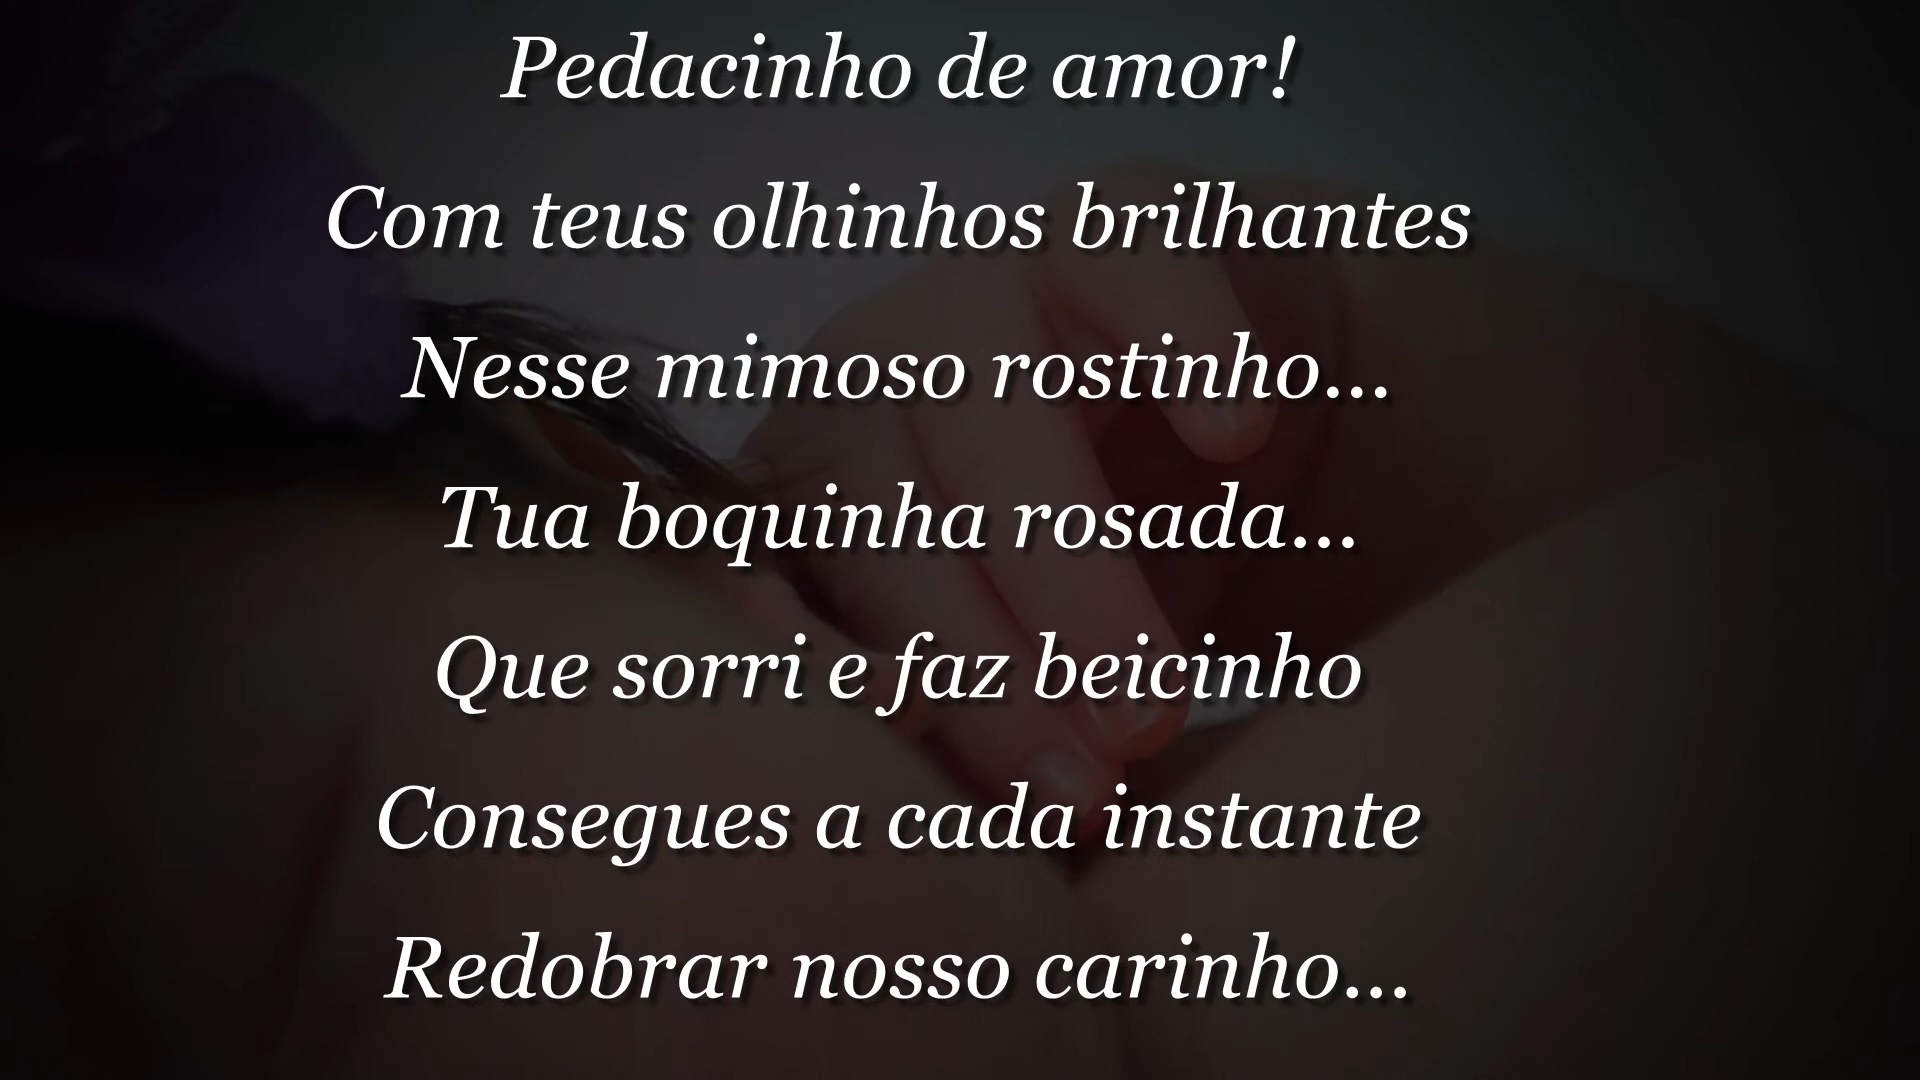 Pedacinho de amor!
Com teus olhinhos brilhantes
Nesse mimoso rostinho...
Tua boquinha rosada...
Que sorri e faz beicinho
Consegues a cada instante
Redobrar nosso carinho...